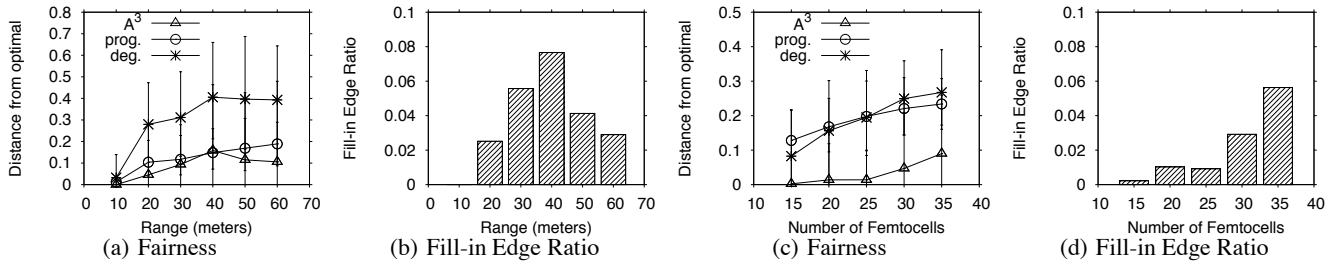 Distance from optimal
0.8
0.7
0.6
0.5
0.4
0.3
0.2
0.1
0
A³
prog.
deg.
0 10 20 30 40 50 60 70
Range (meters)
(a) Fairness
Fill-in Edge Ratio
0.1
0.08
0.06
0.04
0.02
0
0 10 20 30 40 50 60 70
Range (meters)
(b) Fill-in Edge Ratio
Distance from optimal
0.5
0.4
0.3
0.2
0.1
0
A³
prog.
deg.
10 15 20 25 30 35 40
Number of Femtocells
(c) Fairness
Fill-in Edge Ratio
0.1
0.08
0.06
0.04
0.02
0
10 15 20 25 30 35 40
Number of Femtocells
(d) Fill-in Edge Ratio